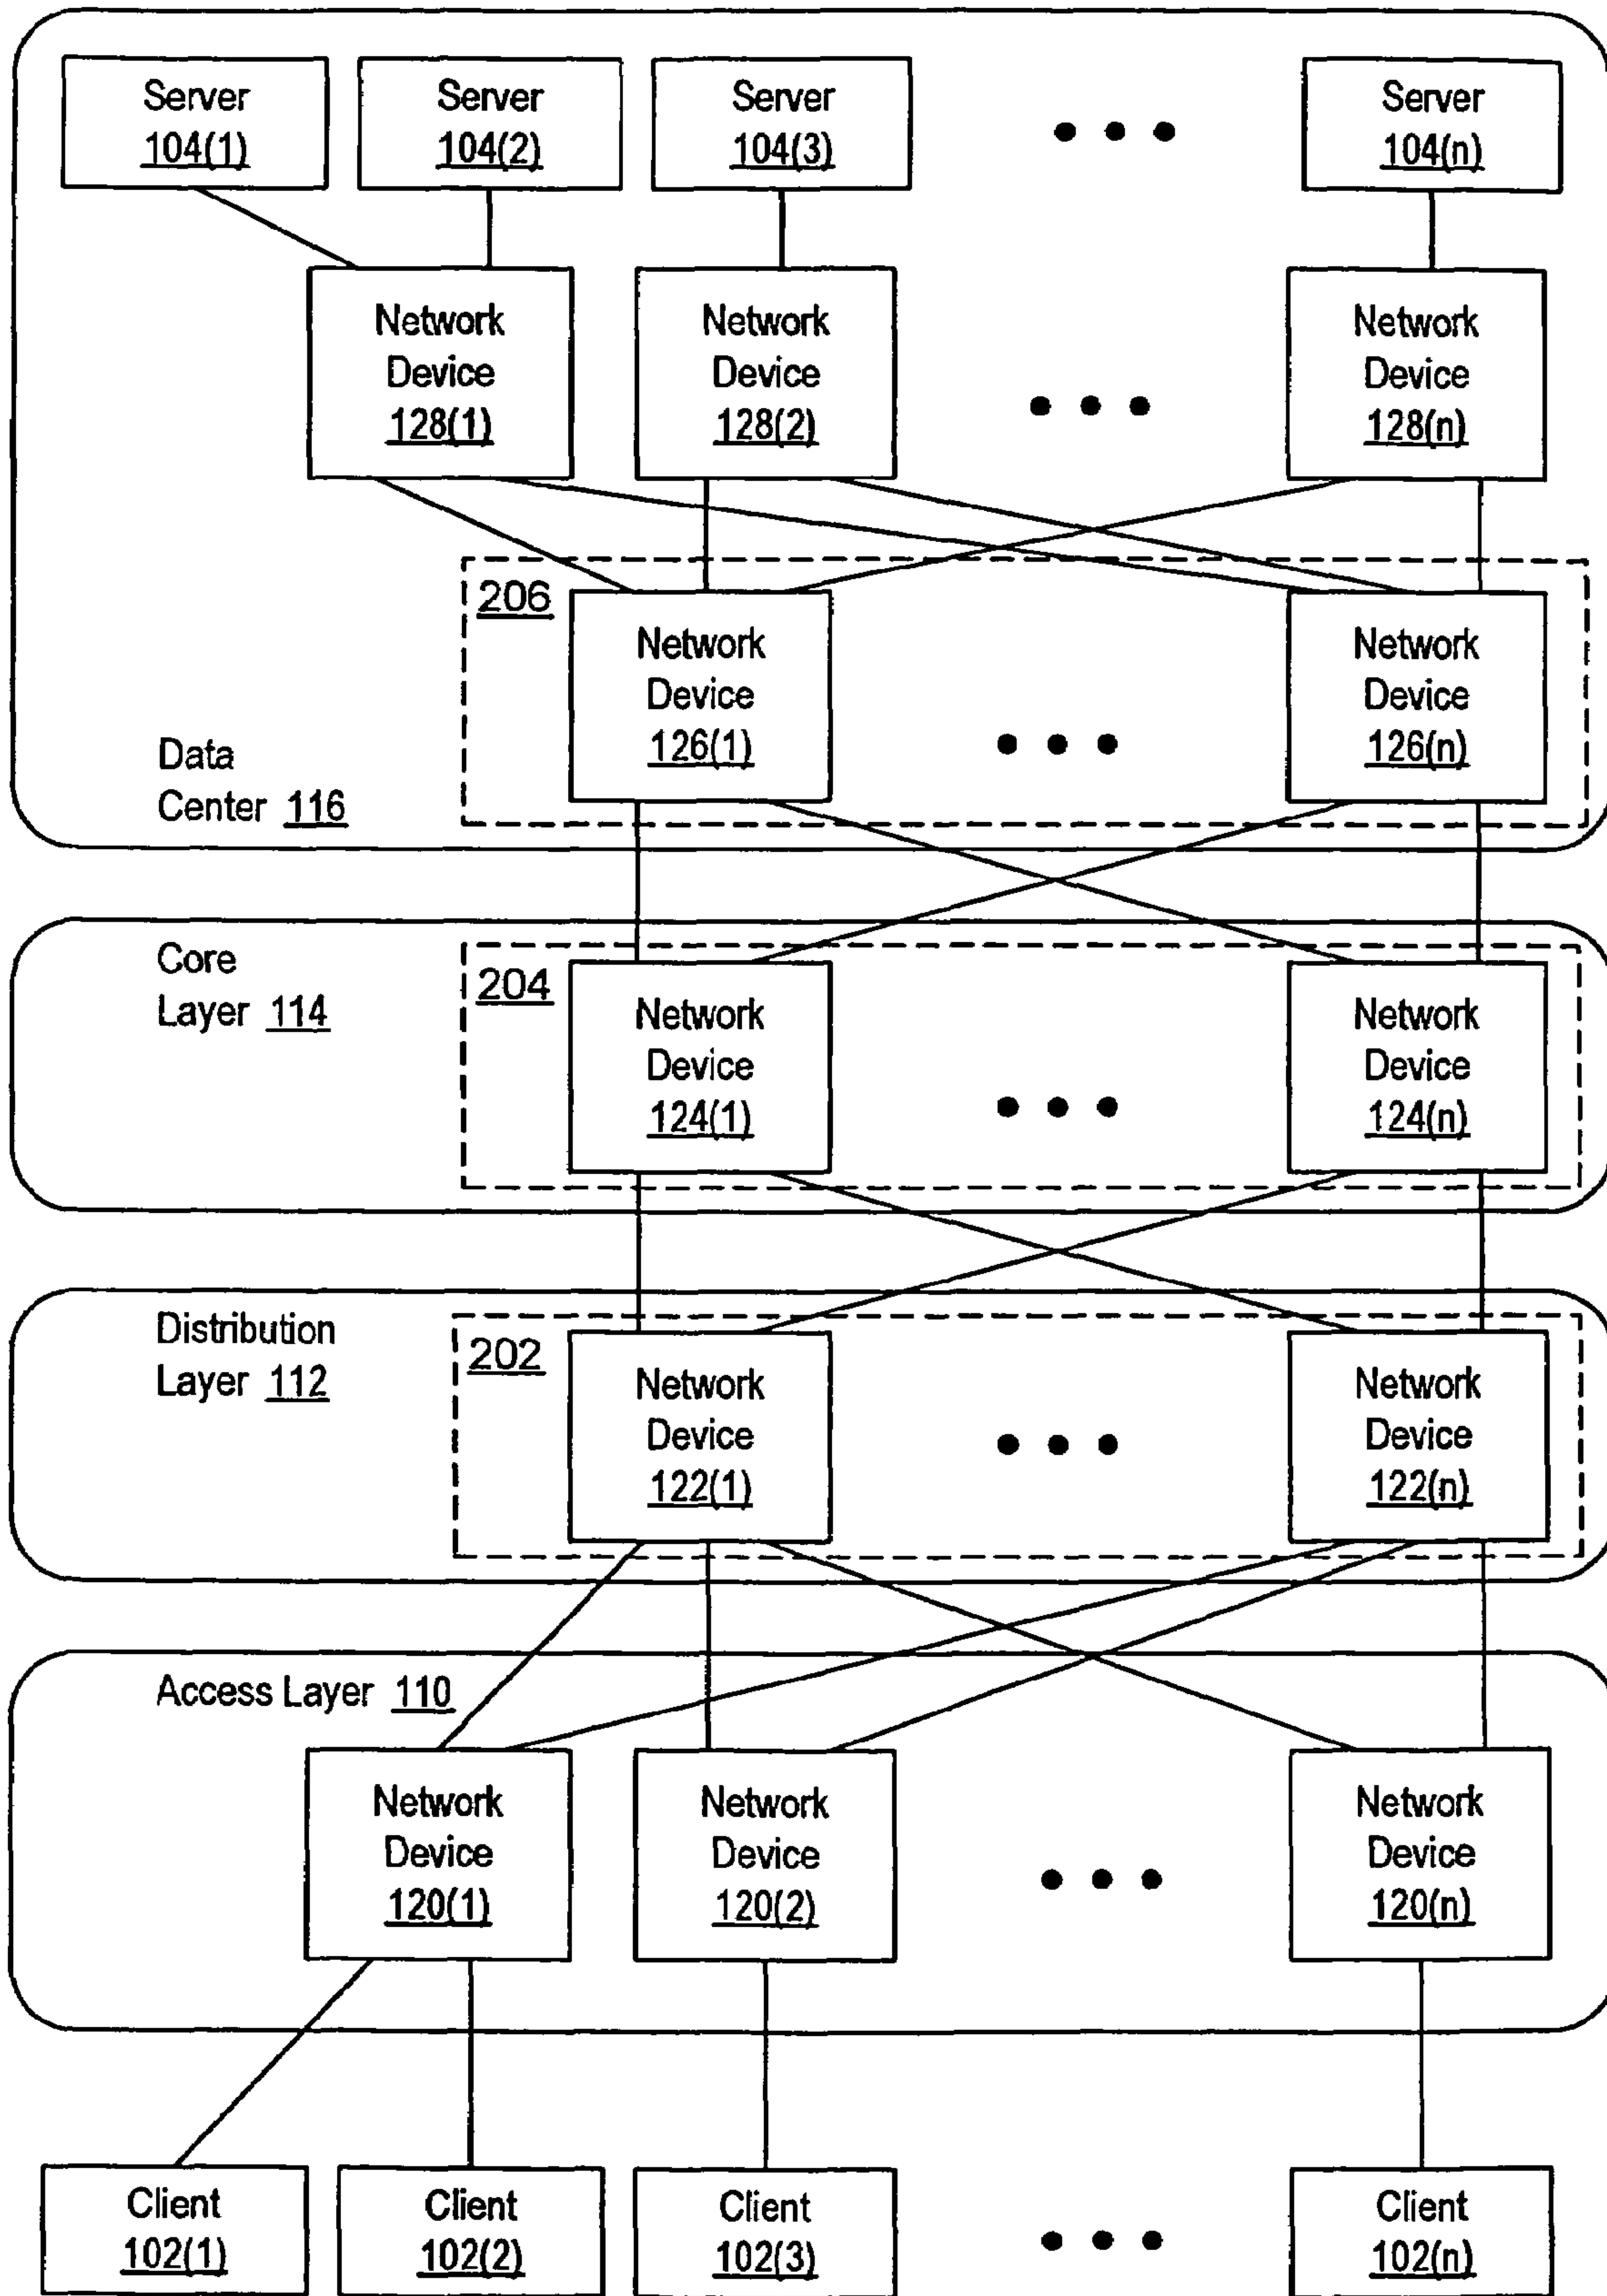 Server
104(1)
Server
104(2)
Server
104(3)
Server
104(n)
Network
Device
128(1)
Network
Device
128(2)
Network
Device
128(n)
206
Network
Device
126(1)
Network
Device
126(n)
Data
Center 116
Core
Layer 114
204
Network
Device
124(1)
Network
Device
124(n)
Distribution
Layer 112
202
Network
Device
122(1)
Network
Device
122(n)
Access Layer 110
Network
Device
120(1)
Network
Device
120(2)
Network
Device
120(n)
Client
102(1)
Client
102(2)
Client
102(3)
Client
102(n)